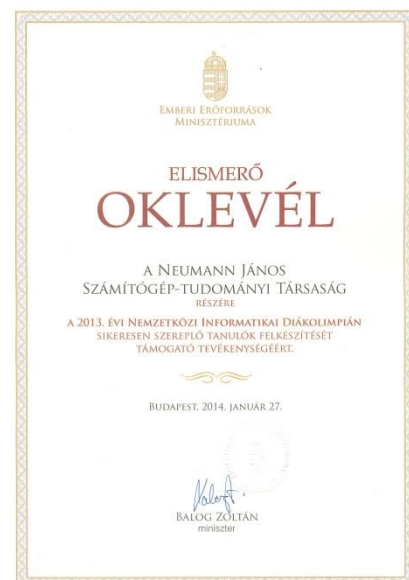 EMBERI ERŐFORRÁSOK
MINISZTÉRIUMA
ELISMERŐ
OKLEVÉL
A NEUMANN JÁNOS
SZÁMÍTÓGÉP-TUDOMÁNYI TÁRSASÁG
RÉSZÉRE
A 2013. ÉVI NEMZETKÖZI INFORMATIKAI DIÁKOLIMPIÁN
SIKERESEN SZEREPLŐ TANULÓK FELKÉSZÍTÉSÉT
TÁMOGATÓ TEVÉKENYSÉGÉÉRT.
BUDAPEST, 2014. JANUÁR 27.
BALOG ZOLTÁN
miniszter